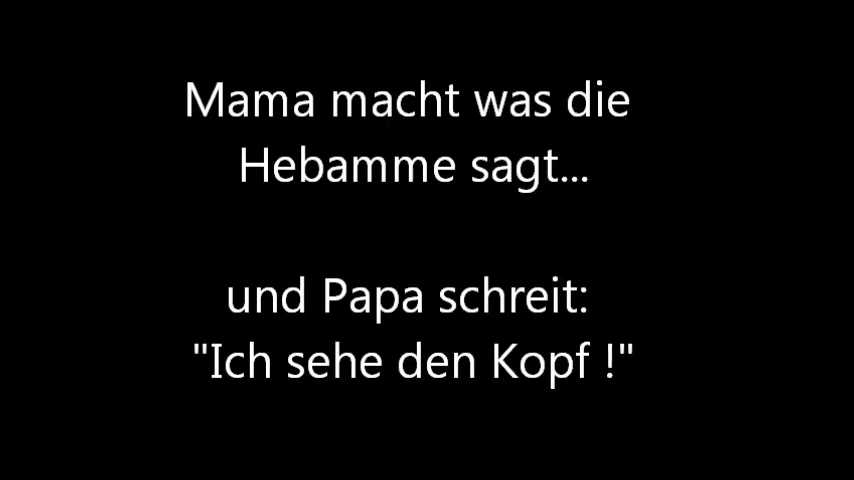 Mama macht was die
Hebamme sagt...
und Papa schreit:
"Ich sehe den Kopf !"